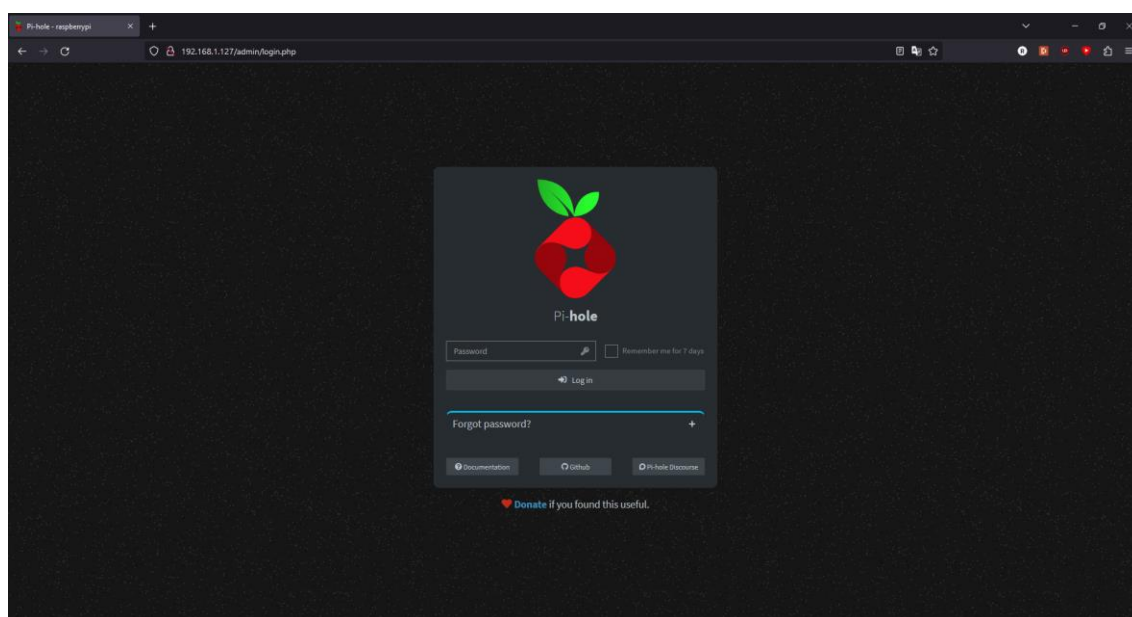 Pi-hole - raspberrypi
192.168.1.127/admin/login.php
Pi-hole
Password
Remember me for 7 days
Log in
Forgot password?
Documentation
Github
Pi-hole Discourse
Donate if you found this useful.